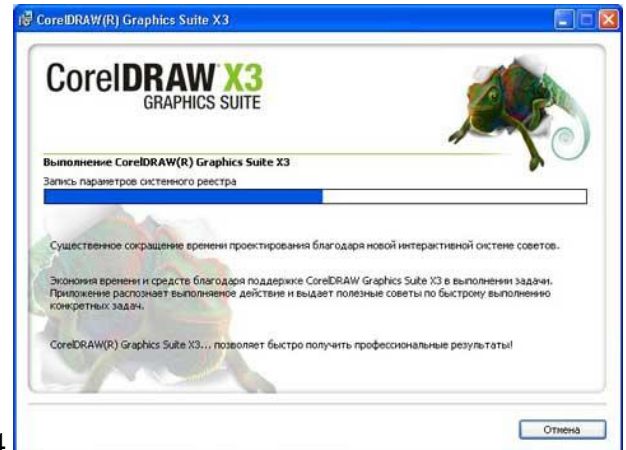 CorelDRAW(R) Graphics Suite X3
CorelDRAW X3
GRAPHICS SUITE
Выполнение CorelDRAW(R) Graphics Suite X3
Запись параметров системного реестра
Существенное сокращение времени проектирования благодаря новой интерактивной системе советов.
Экономия времени и средств благодаря поддержке CorelDRAW Graphics Suite X3 в выполнении задачи.
Приложение распознает выполняемое действие и выдает полезные советы по быстрому выполнению
конкретных задач.
CorelDRAW(R) Graphics Suite X3... позволяет быстро получить профессиональные результаты!
Отмена